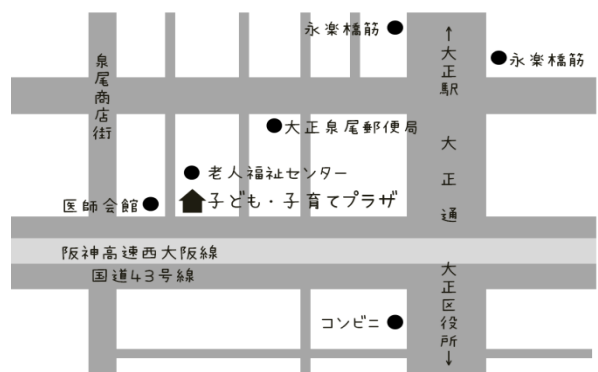 永楽橋筋
↑大正駅
永楽橋筋
泉尾商店街
大正泉尾郵便局
大正通
老人福祉センター
子ども・子育てプラザ
医師会館
阪神高速西大阪線
国道43号線
大正区役所↓
コンビニ